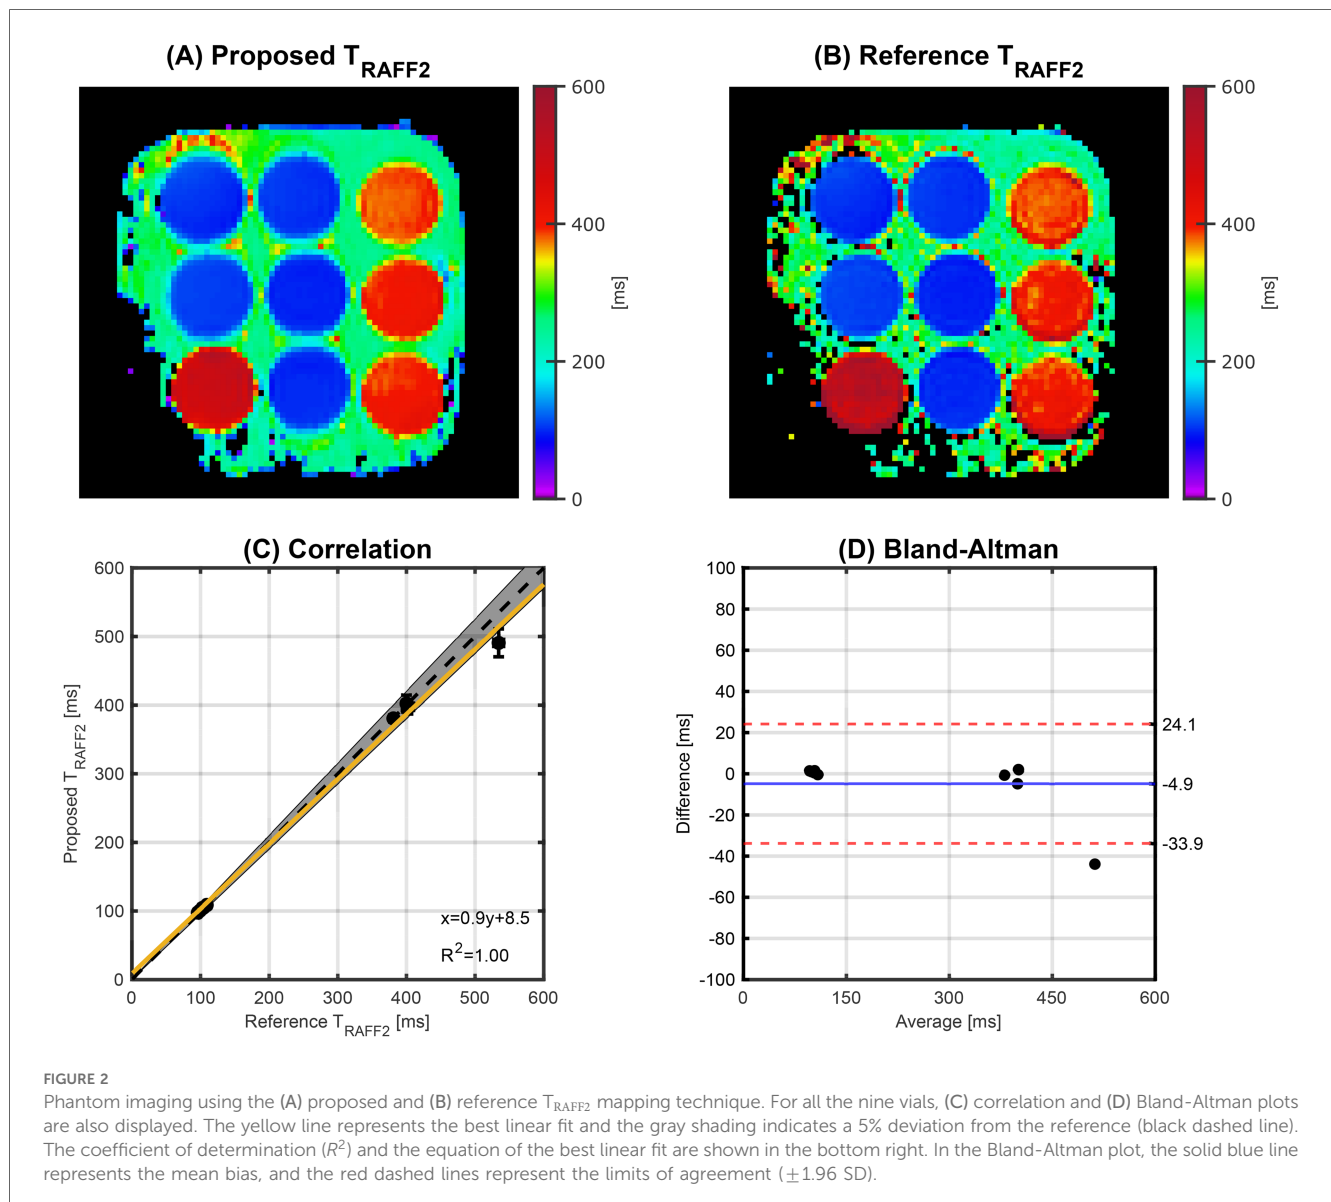 (A) Proposed T_RAFF2
(B) Reference T_RAFF2
600
400
200
0
[ms]
600
400
200
0
[ms]
(C) Correlation
600
500
400
300
200
100
0
Proposed T_RAFF2 [ms]
x=0.9y+8.5
R²=1.00
0 100 200 300 400 500 600
Reference T_RAFF2 [ms]
(D) Bland-Altman
100
80
60
40
20
0
-20
-40
-60
-80
-100
Difference [ms]
24.1
-4.9
-33.9
0 150 300 450 600
Average [ms]
FIGURE 2
Phantom imaging using the (A) proposed and (B) reference T_RAFF2 mapping technique. For all the nine vials, (C) correlation and (D) Bland-Altman plots
are also displayed. The yellow line represents the best linear fit and the gray shading indicates a 5% deviation from the reference (black dashed line).
The coefficient of determination (R²) and the equation of the best linear fit are shown in the bottom right. In the Bland-Altman plot, the solid blue line
represents the mean bias, and the red dashed lines represent the limits of agreement (±1.96 SD).